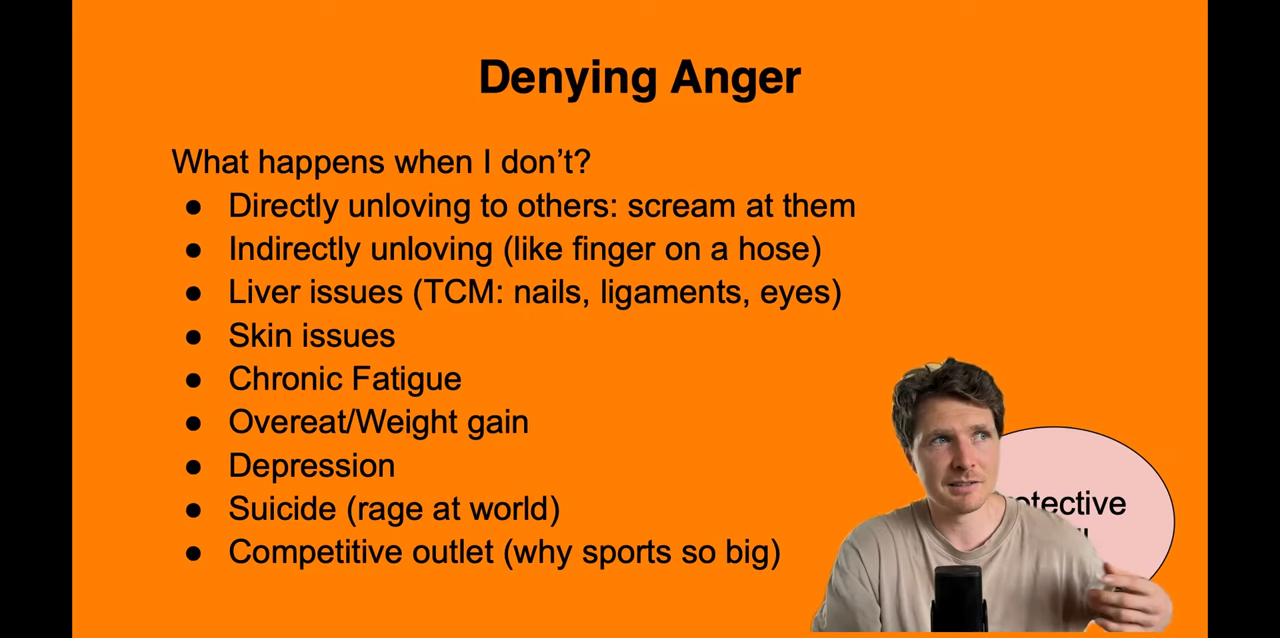 Denying Anger
What happens when I don't?
● Directly unloving to others: scream at them
● Indirectly unloving (like finger on a hose)
● Liver issues (TCM: nails, ligaments, eyes)
● Skin issues
● Chronic Fatigue
● Overeat/Weight gain
● Depression
● Suicide (rage at world)
● Competitive outlet (why sports so big)